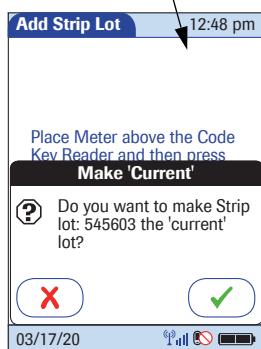 Add Strip Lot 12:48 pm
Place Meter above the Code
Key Reader and then press
Make 'Current'
Do you want to make Strip
lot: 545603 the 'current'
lot?
03/17/20